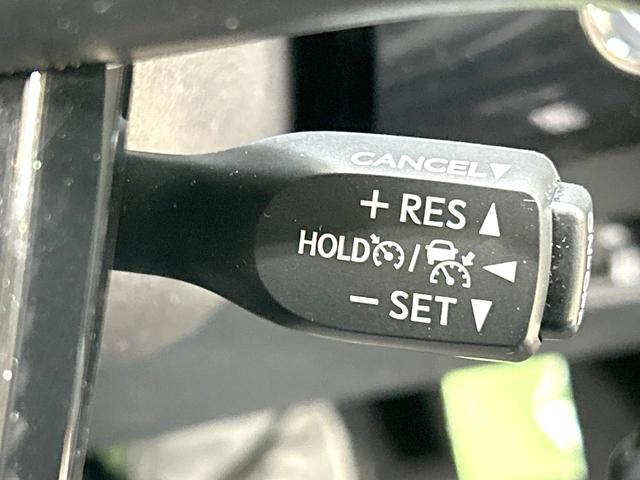 CANCEL▼
+ RES ▲
HOLD / ◀
− SET ▼